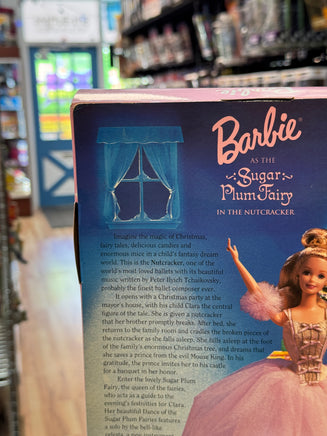 Barbie®
AS THE
Sugar
Plum Fairy
IN THE NUTCRACKER
Imagine the magic of Christmas,
fairy tales, delicious candies and
enormous mice in a child's fantasy dream
world. This is the Nutcracker, one of the
world's most loved ballets with its beautiful
music written by Peter Ilyich Tchaikovsky,
probably the finest ballet composer ever.
It opens with a Christmas party at the
mayor's house, with his child Clara the central
figure of the tale. She is given a nutcracker
that her brother promptly breaks. After bed, she
returns to the family room and cradles the broken pieces of
the nutcracker as she falls asleep. She falls asleep at the foot
of the family's enormous Christmas tree, and dreams that
she saves a prince from the evil Mouse King. In his
gratitude, the prince invites her to his castle
for a banquet in her honor.
Enter the lovely Sugar Plum
Fairy, the queen of the fairies,
who acts as a guide to the
evening's festivities for Clara.
Her beautiful Dance of the
Sugar Plum Fairies features
a solo by the bell-like